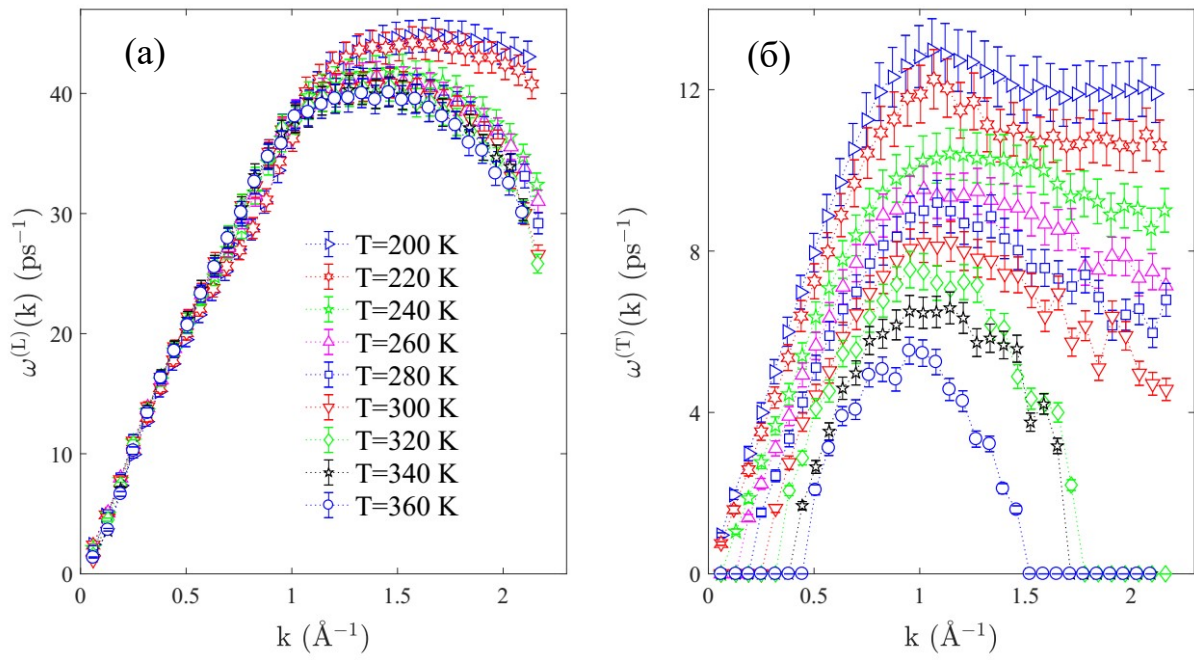 (a)
ω^(L)(k) (ps⁻¹)
40
30
20
10
0
T=200 K
T=220 K
T=240 K
T=260 K
T=280 K
T=300 K
T=320 K
T=340 K
T=360 K
0 0.5 1 1.5 2
k (Å⁻¹)
(б)
ω^(T)(k) (ps⁻¹)
12
8
4
0
0 0.5 1 1.5 2
k (Å⁻¹)